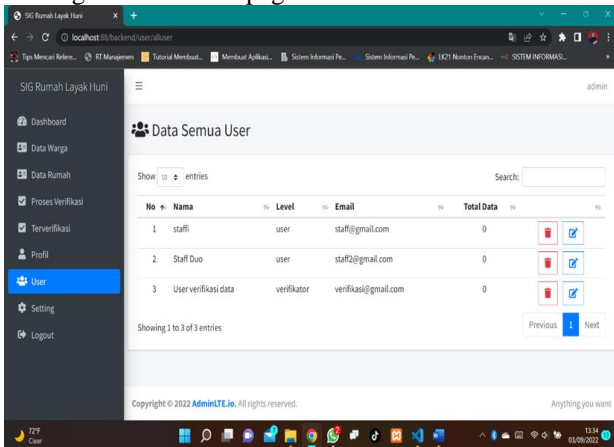 SIG Rumah Layak Huni
localhost:88/backend/user/alluser
Tips Mencari Refere... RT Manajemen Tutorial Membuat... Membuat Aplikasi... Sistem Informasi Pe... Sistem Informasi Pe... LK21 Nonton Encan... SISTEM INFORMASI...
SIG Rumah Layak Huni
admin
Dashboard
Data Warga
Data Rumah
Proses Verifikasi
Terverifikasi
Profil
User
Setting
Logout
Data Semua User
Show 10 entries
Search:
No Nama Level Email Total Data
1 staffi user staff@gmail.com 0
2 Staff Duo user staff2@gmail.com 0
3 User verifikasi data verifikator verifikasi@gmail.com 0
Showing 1 to 3 of 3 entries
Previous 1 Next
Copyright © 2022 AdminLTE.io. All rights reserved.
Anything you want
72°F
Clear
13:34
03/09/2022